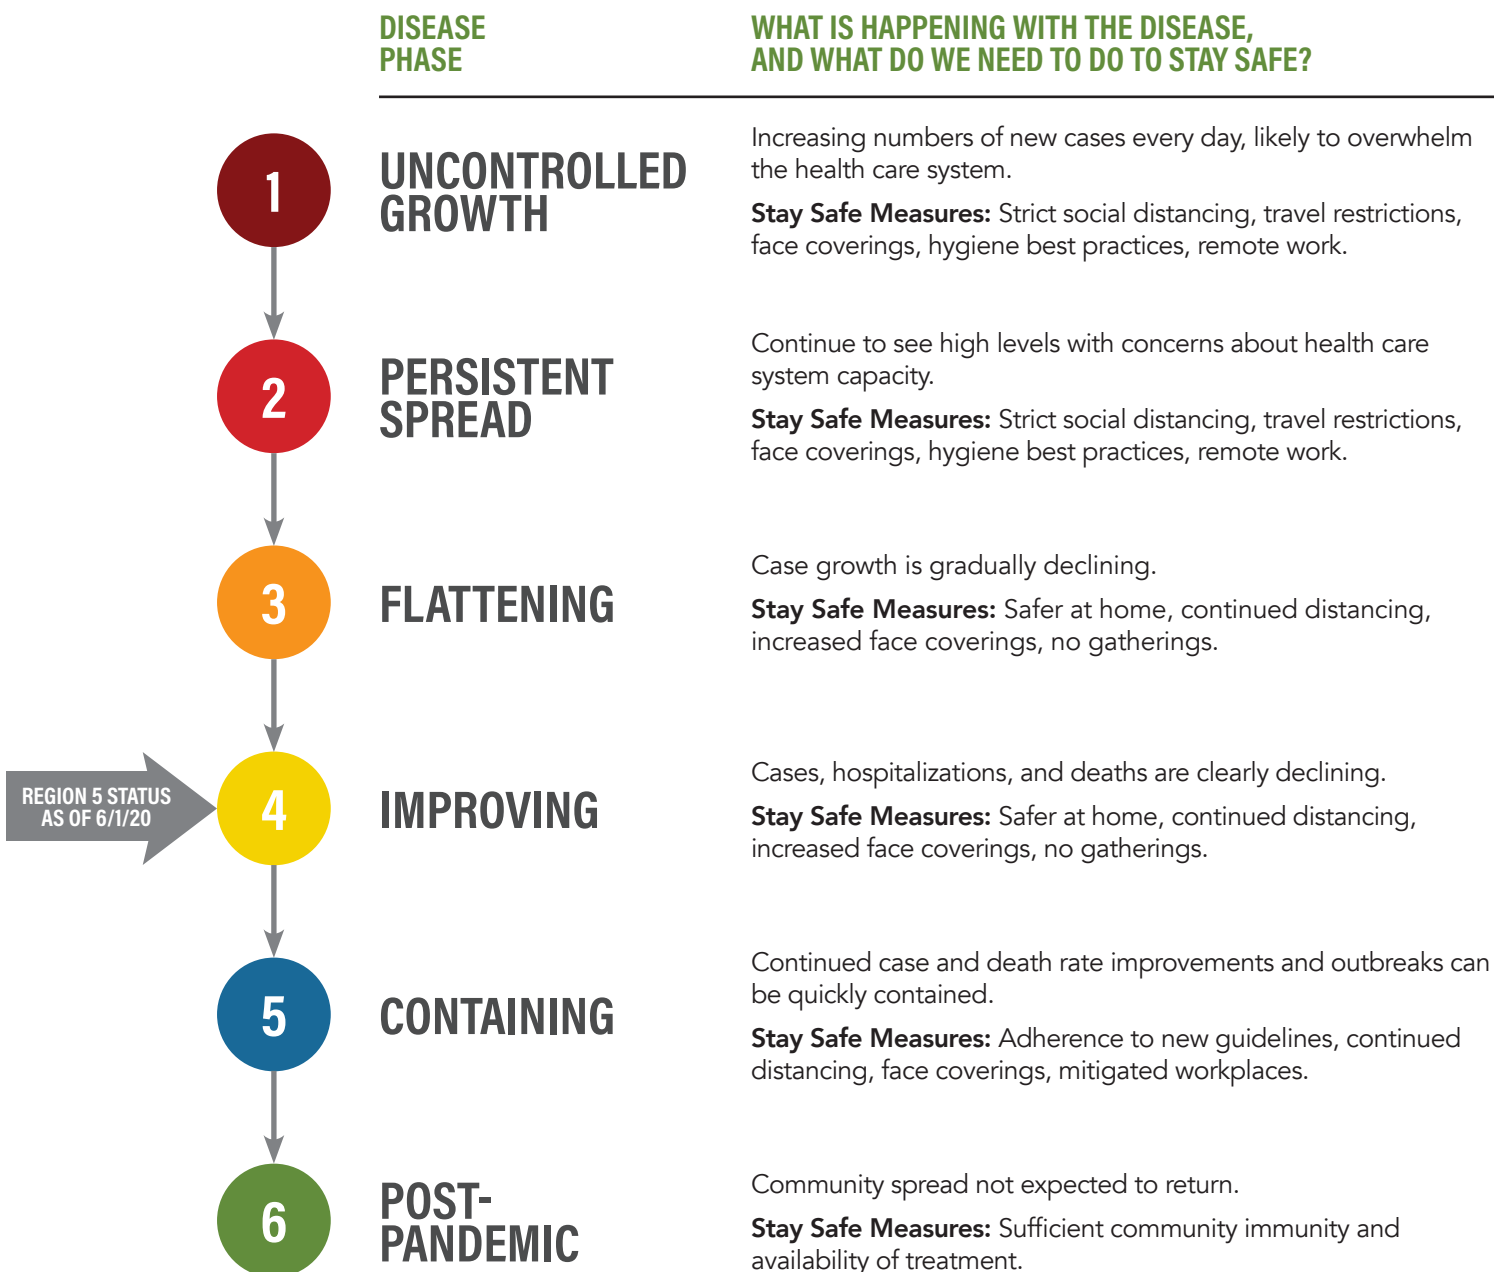 DISEASE
PHASE
WHAT IS HAPPENING WITH THE DISEASE,
AND WHAT DO WE NEED TO DO TO STAY SAFE?
1
UNCONTROLLED
GROWTH
Increasing numbers of new cases every day, likely to overwhelm
the health care system.
Stay Safe Measures: Strict social distancing, travel restrictions,
face coverings, hygiene best practices, remote work.
2
PERSISTENT
SPREAD
Continue to see high levels with concerns about health care
system capacity.
Stay Safe Measures: Strict social distancing, travel restrictions,
face coverings, hygiene best practices, remote work.
3
FLATTENING
Case growth is gradually declining.
Stay Safe Measures: Safer at home, continued distancing,
increased face coverings, no gatherings.
REGION 5 STATUS
AS OF 6/1/20
4
IMPROVING
Cases, hospitalizations, and deaths are clearly declining.
Stay Safe Measures: Safer at home, continued distancing,
increased face coverings, no gatherings.
5
CONTAINING
Continued case and death rate improvements and outbreaks can
be quickly contained.
Stay Safe Measures: Adherence to new guidelines, continued
distancing, face coverings, mitigated workplaces.
6
POST-
PANDEMIC
Community spread not expected to return.
Stay Safe Measures: Sufficient community immunity and
availability of treatment.